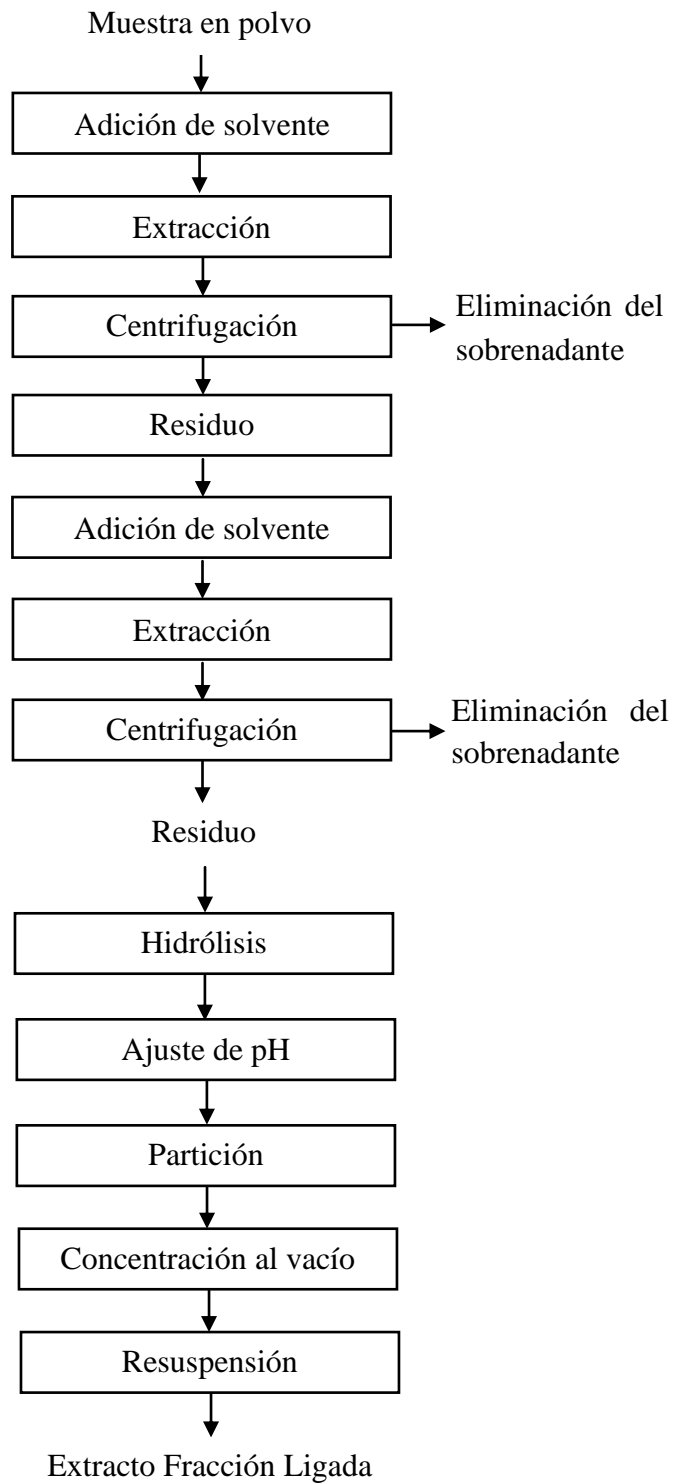 Muestra en polvo
Adición de solvente
Extracción
Centrifugación
Eliminación del
sobrenadante
Residuo
Adición de solvente
Extracción
Centrifugación
Eliminación del
sobrenadante
Residuo
Hidrólisis
Ajuste de pH
Partición
Concentración al vacío
Resuspensión
Extracto Fracción Ligada